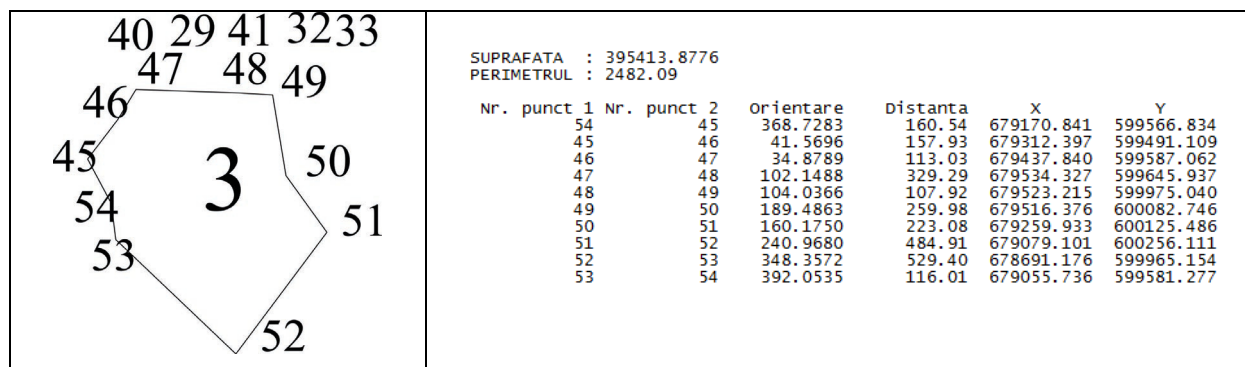 40 29 41 32 33
47 48 49
46
45 3 50
54 51
53
52
SUPRAFATA : 395413.8776
PERIMETRUL : 2482.09
Nr. punct 1 Nr. punct 2 Orientare Distanta X Y
54 45 368.7283 160.54 679170.841 599566.834
45 46 41.5696 157.93 679312.397 599491.109
46 47 34.8789 113.03 679437.840 599587.062
47 48 102.1488 329.29 679534.327 599645.937
48 49 104.0366 107.92 679523.215 599975.040
49 50 189.4863 259.98 679516.376 600082.746
50 51 160.1750 223.08 679259.933 600125.486
51 52 240.9680 484.91 679079.101 600256.111
52 53 348.3572 529.40 678691.176 599965.154
53 54 392.0535 116.01 679055.736 599581.277